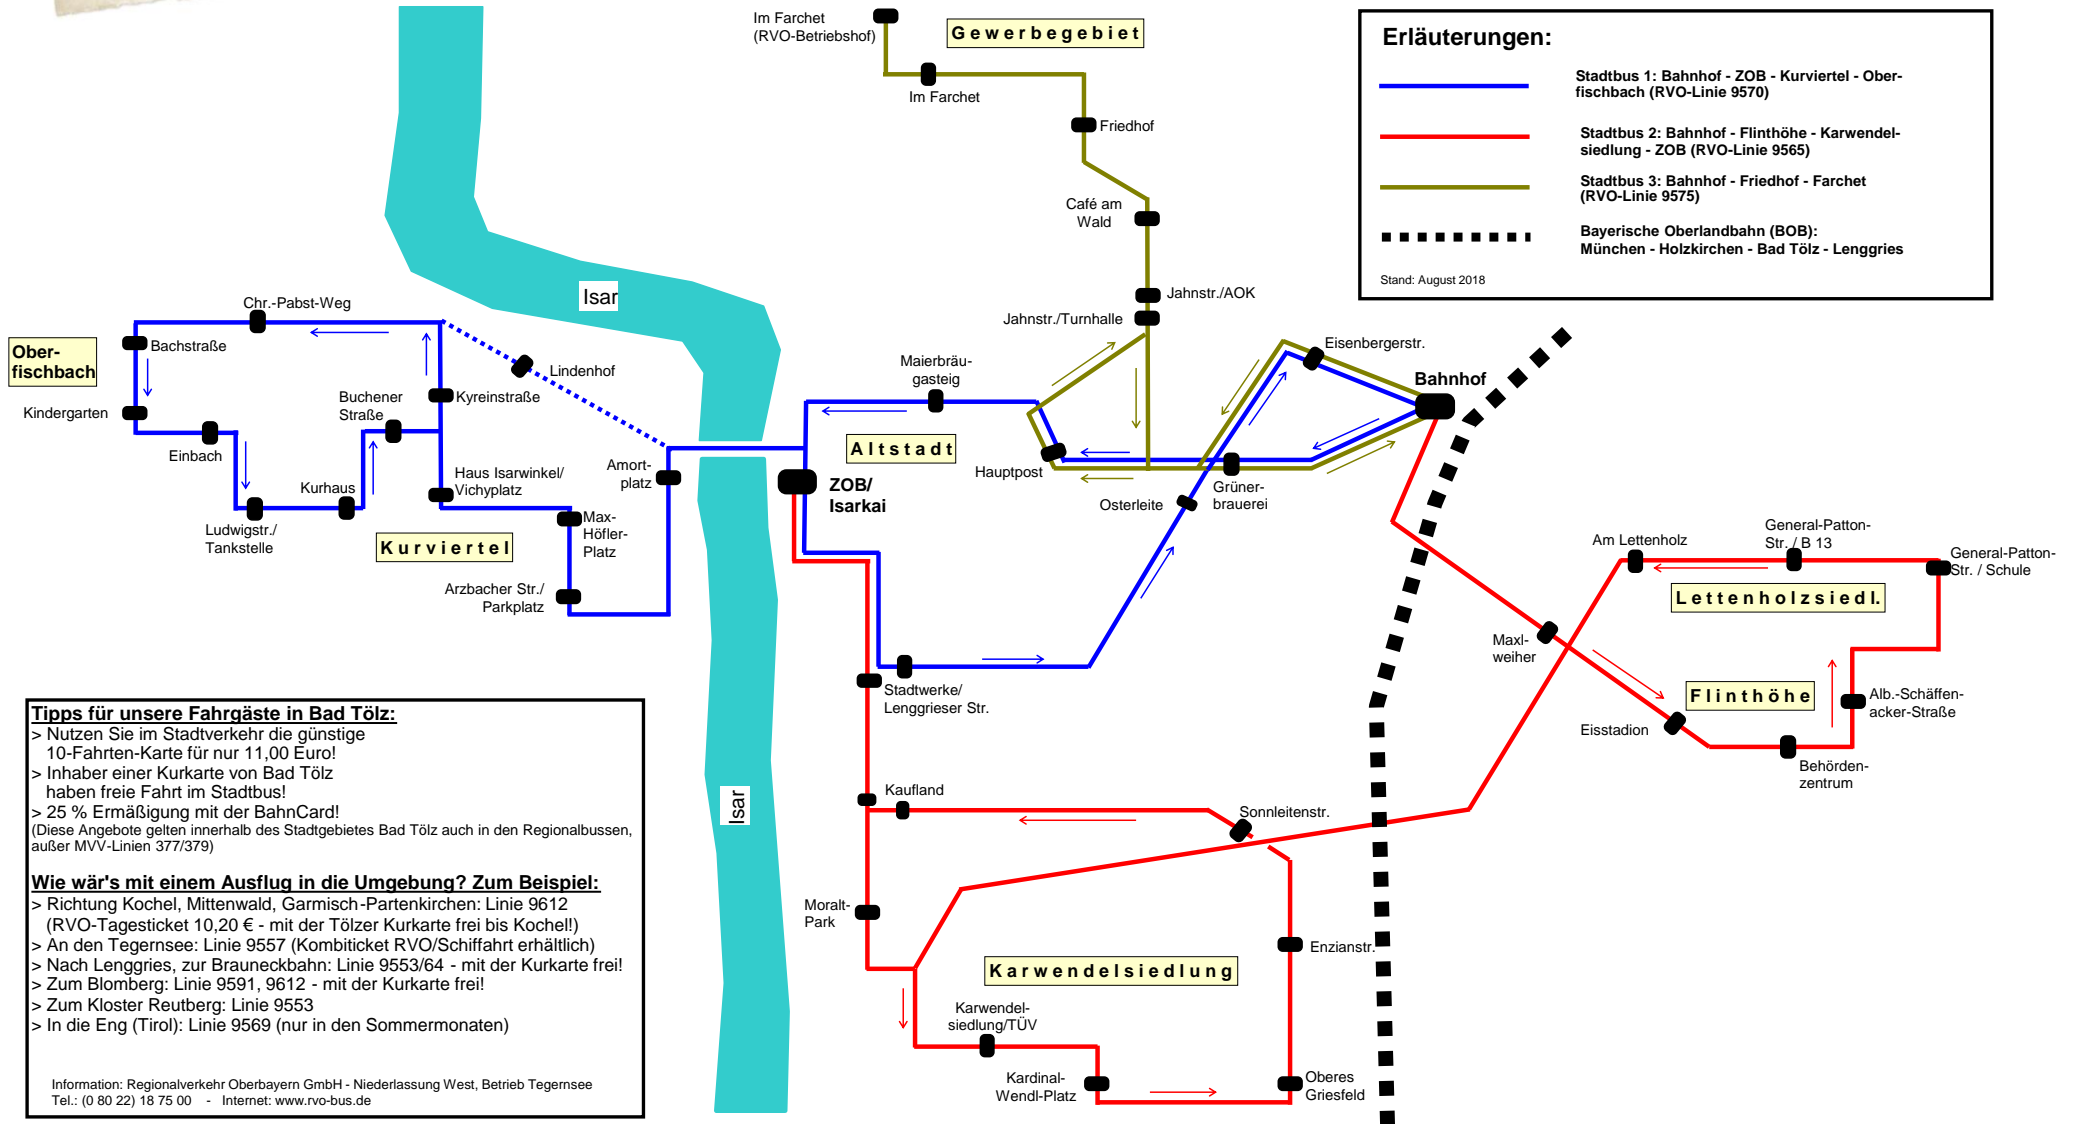 Im Farchet
(RVO-Betriebshof)
Gewerbegebiet
Im Farchet
Friedhof
Café am
Wald
Jahnstr./AOK
Jahnstr./Turnhalle
Erläuterungen:
Stadtbus 1: Bahnhof - ZOB - Kurviertel - Ober-
fischbach (RVO-Linie 9570)
Stadtbus 2: Bahnhof - Flinthöhe - Karwendel-
siedlung - ZOB (RVO-Linie 9565)
Stadtbus 3: Bahnhof - Friedhof - Farchet
(RVO-Linie 9575)
Bayerische Oberlandbahn (BOB):
München - Holzkirchen - Bad Tölz - Lenggries
Stand: August 2018
Isar
Chr.-Pabst-Weg
Bachstraße
Ober-
fischbach
Kindergarten
Einbach
Ludwigstr./
Tankstelle
Kurhaus
Buchener
Straße
Kyreinstraße
Lindenhof
Haus Isarwinkel/
Vichyplatz
Kurviertel
Max-
Höfler-
Platz
Arzbacher Str./
Parkplatz
Amort-
platz
Maierbräu-
gasteig
Altstadt
ZOB/
Isarkai
Hauptpost
Eisenbergerstr.
Bahnhof
Grüner-
brauerei
Osterleite
Stadtwerke/
Lenggrieser Str.
Am Lettenholz
General-Patton-
Str. / B 13
General-Patton-
Str. / Schule
Lettenholzsiedl.
Maxl-
weiher
Flinthöhe
Eisstadion
Alb.-Schäffen-
acker-Straße
Behörden-
zentrum
Kaufland
Sonnleitenstr.
Isar
Moralt-
Park
Enzianstr.
Karwendelsiedlung
Karwendel-
siedlung/TÜV
Kardinal-
Wendl-Platz
Oberes
Griesfeld
Tipps für unsere Fahrgäste in Bad Tölz:
> Nutzen Sie im Stadtverkehr die günstige
10-Fahrten-Karte für nur 11,00 Euro!
> Inhaber einer Kurkarte von Bad Tölz
haben freie Fahrt im Stadtbus!
> 25 % Ermäßigung mit der BahnCard!
(Diese Angebote gelten innerhalb des Stadtgebietes Bad Tölz auch in den Regionalbussen,
außer MVV-Linien 377/379)
Wie wär's mit einem Ausflug in die Umgebung? Zum Beispiel:
> Richtung Kochel, Mittenwald, Garmisch-Partenkirchen: Linie 9612
(RVO-Tagesticket 10,20 € - mit der Tölzer Kurkarte frei bis Kochel!)
> An den Tegernsee: Linie 9557 (Kombiticket RVO/Schiffahrt erhältlich)
> Nach Lenggries, zur Brauneckbahn: Linie 9553/64 - mit der Kurkarte frei!
> Zum Blomberg: Linie 9591, 9612 - mit der Kurkarte frei!
> Zum Kloster Reutberg: Linie 9553
> In die Eng (Tirol): Linie 9569 (nur in den Sommermonaten)
Information: Regionalverkehr Oberbayern GmbH - Niederlassung West, Betrieb Tegernsee
Tel.: (0 80 22) 18 75 00 - Internet: www.rvo-bus.de